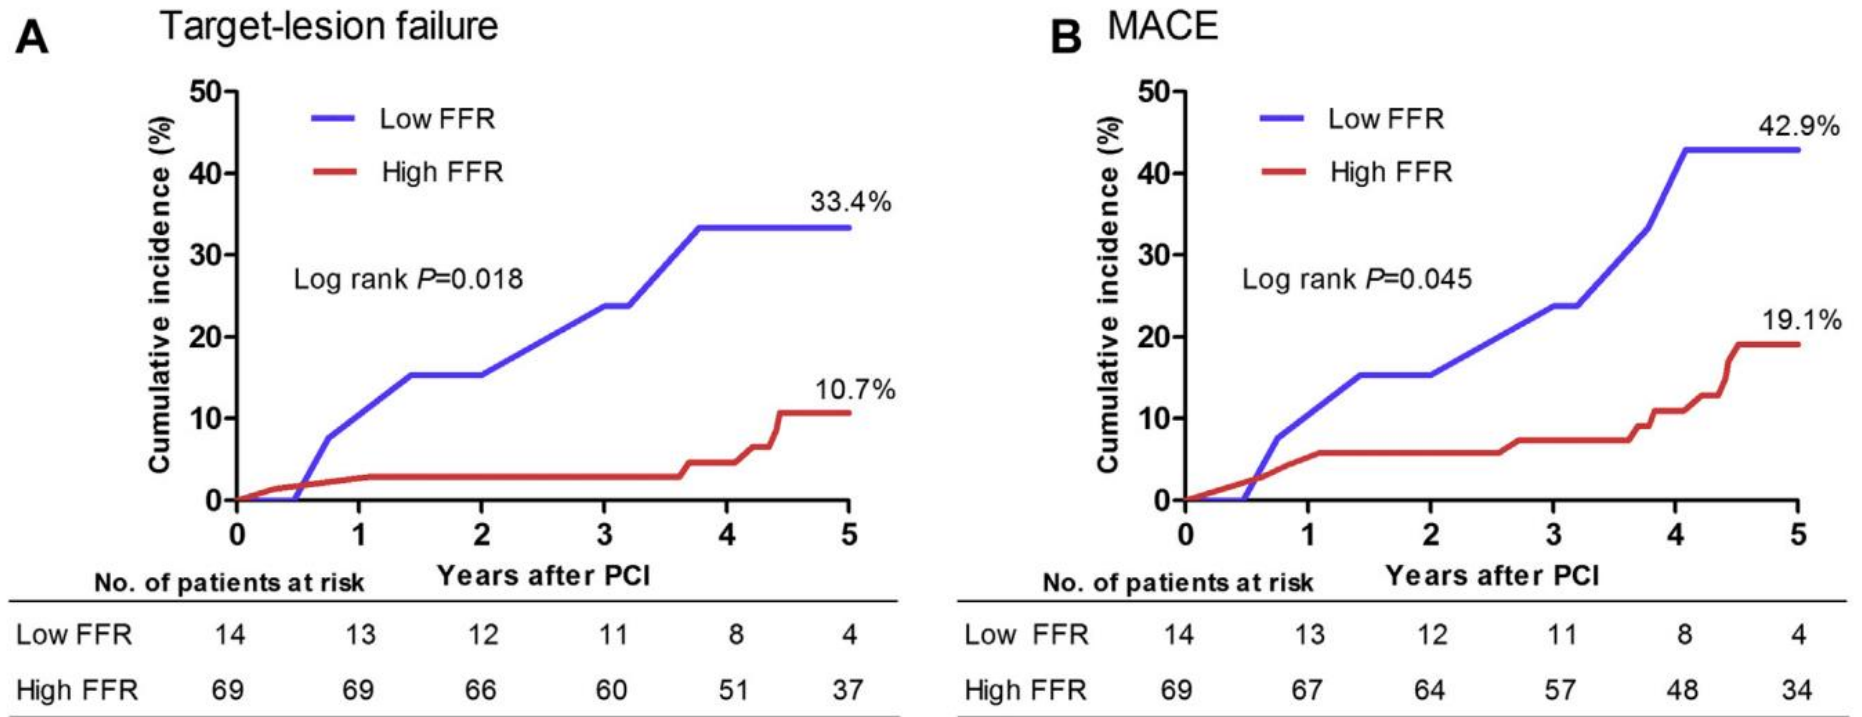 A Target-lesion failure
50
40
30
20
10
0
Cumulative incidence (%)
Low FFR
High FFR
Log rank P=0.018
33.4%
10.7%
0 1 2 3 4 5
Years after PCI
No. of patients at risk
Low FFR 14 13 12 11 8 4
High FFR 69 69 66 60 51 37
B MACE
50
40
30
20
10
0
Cumulative incidence (%)
Low FFR
High FFR
Log rank P=0.045
42.9%
19.1%
0 1 2 3 4 5
Years after PCI
No. of patients at risk
Low FFR 14 13 12 11 8 4
High FFR 69 67 64 57 48 34